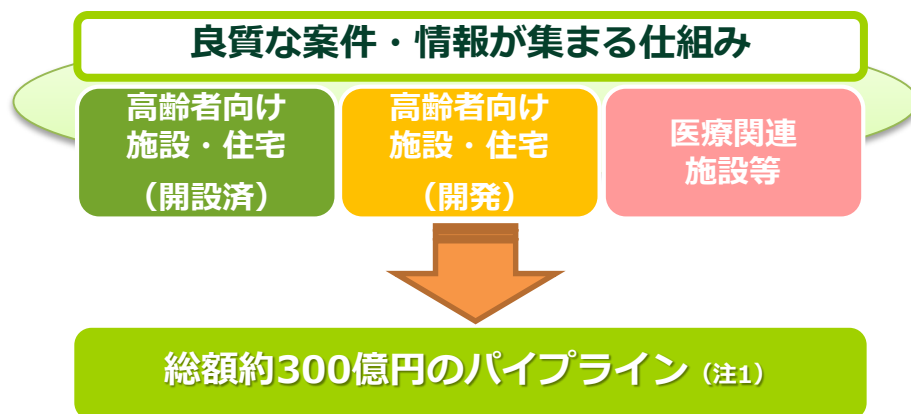 良質な案件・情報が集まる仕組み
高齢者向け
施設・住宅
（開設済）
高齢者向け
施設・住宅
（開発）
医療関連
施設等
総額約300億円のパイプライン（注1）